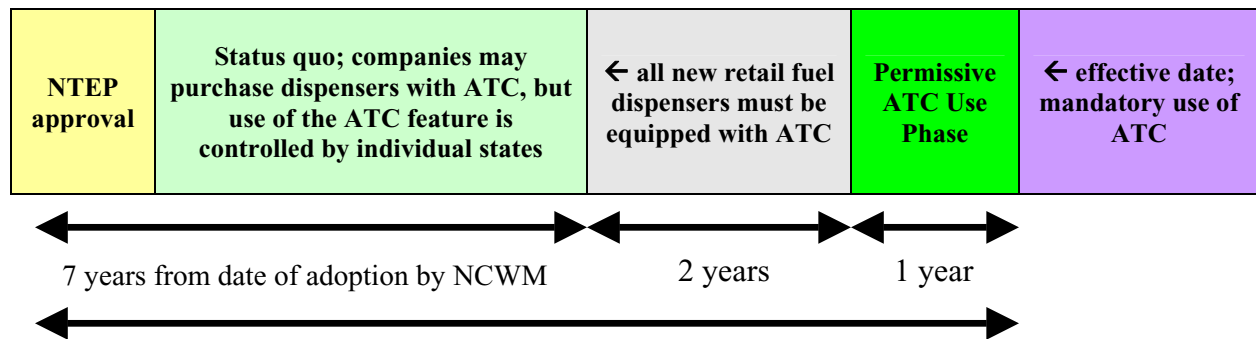 NTEP
approval
Status quo; companies may
purchase dispensers with ATC, but
use of the ATC feature is
controlled by individual states
← all new retail fuel
dispensers must be
equipped with ATC
Permissive
ATC Use
Phase
← effective date;
mandatory use of
ATC
7 years from date of adoption by NCWM
2 years
1 year